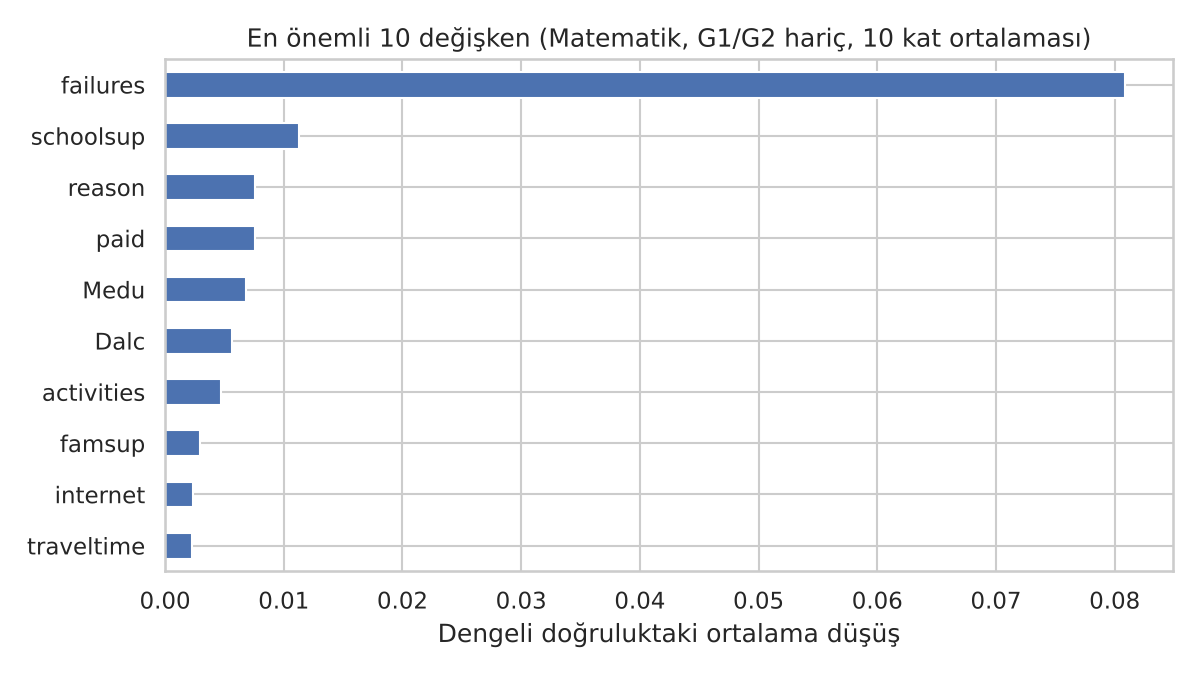 En önemli 10 değişken (Matematik, G1/G2 hariç, 10 kat ortalaması)
failures
schoolsup
reason
paid
Medu
Dalc
activities
famsup
internet
traveltime
0.00 0.01 0.02 0.03 0.04 0.05 0.06 0.07 0.08
Dengeli doğruluktaki ortalama düşüş